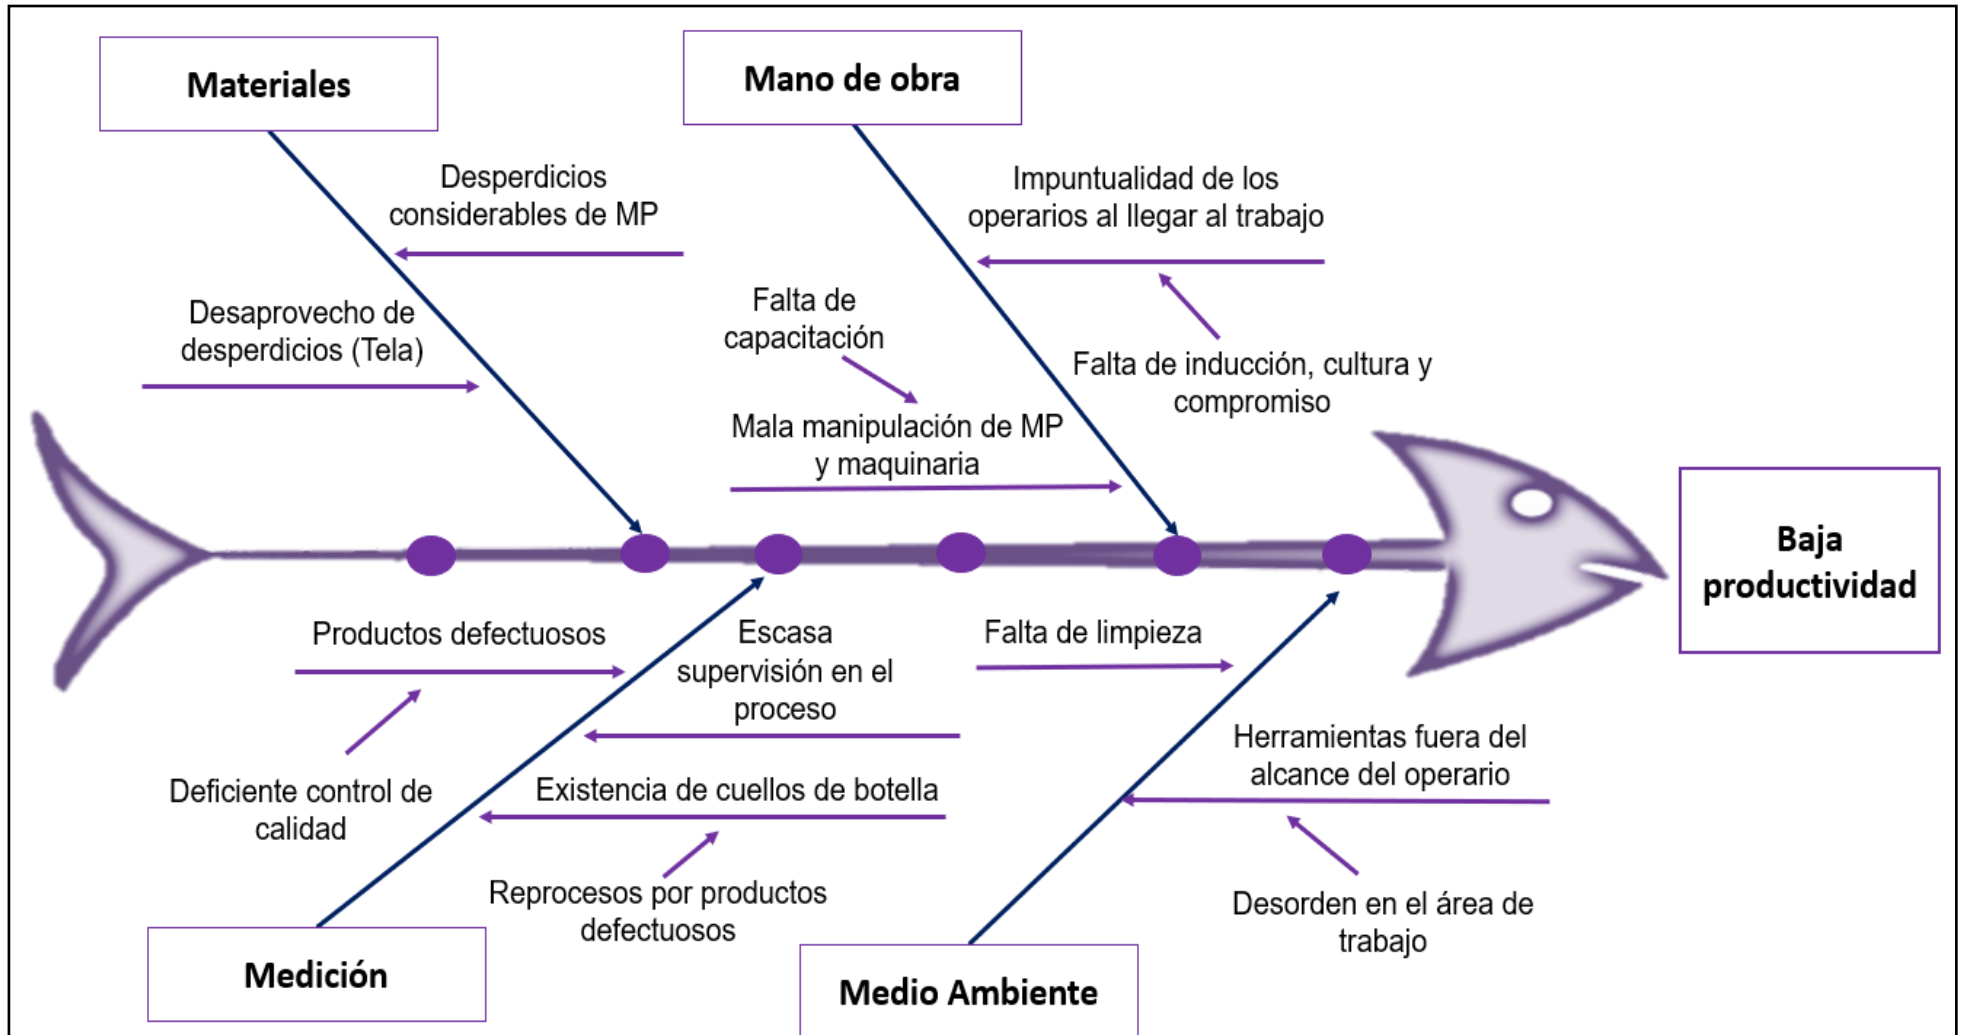 Materiales
Mano de obra
Desperdicios
considerables de MP
Impuntualidad de los
operarios al llegar al trabajo
Desaprovecho de
desperdicios (Tela)
Falta de
capacitación
Falta de inducción, cultura y
compromiso
Mala manipulación de MP
y maquinaria
Baja
productividad
Productos defectuosos
Escasa
supervisión en el
proceso
Falta de limpieza
Deficiente control de
calidad
Existencia de cuellos de botella
Herramientas fuera del
alcance del operario
Reprocesos por productos
defectuosos
Desorden en el área de
trabajo
Medición
Medio Ambiente